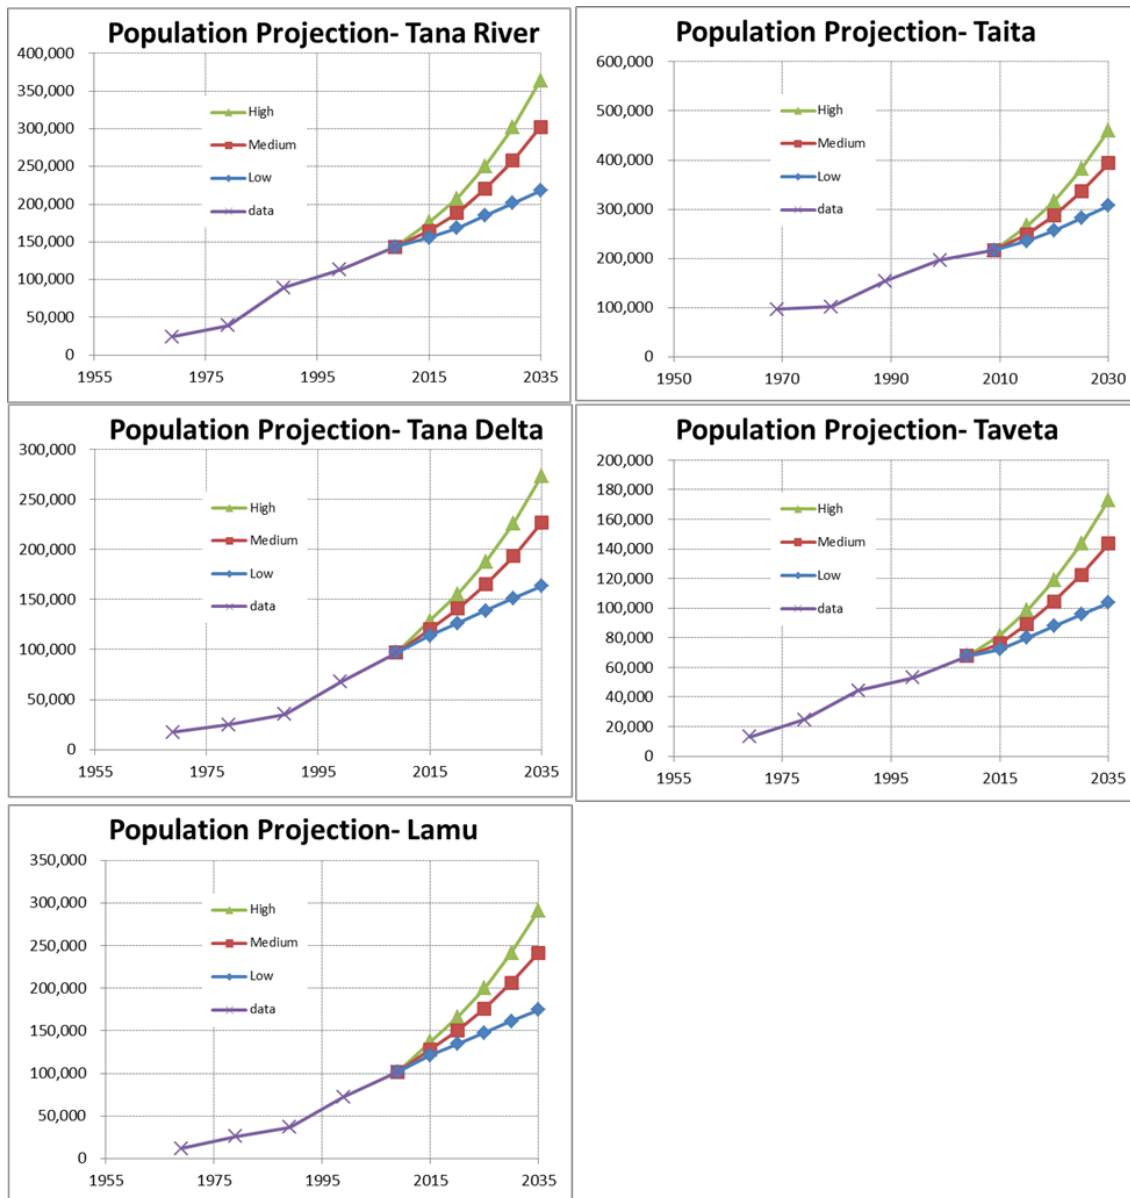 Population Projection- Tana River
400,000
350,000
300,000
250,000
200,000
150,000
100,000
50,000
0
1955 1975 1995 2015 2035
High
Medium
Low
data
Population Projection- Taita
600,000
500,000
400,000
300,000
200,000
100,000
0
1950 1970 1990 2010 2030
High
Medium
Low
data
Population Projection- Tana Delta
300,000
250,000
200,000
150,000
100,000
50,000
0
1955 1975 1995 2015 2035
High
Medium
Low
data
Population Projection- Taveta
200,000
180,000
160,000
140,000
120,000
100,000
80,000
60,000
40,000
20,000
0
1955 1975 1995 2015 2035
High
Medium
Low
data
Population Projection- Lamu
350,000
300,000
250,000
200,000
150,000
100,000
50,000
0
1955 1975 1995 2015 2035
High
Medium
Low
data